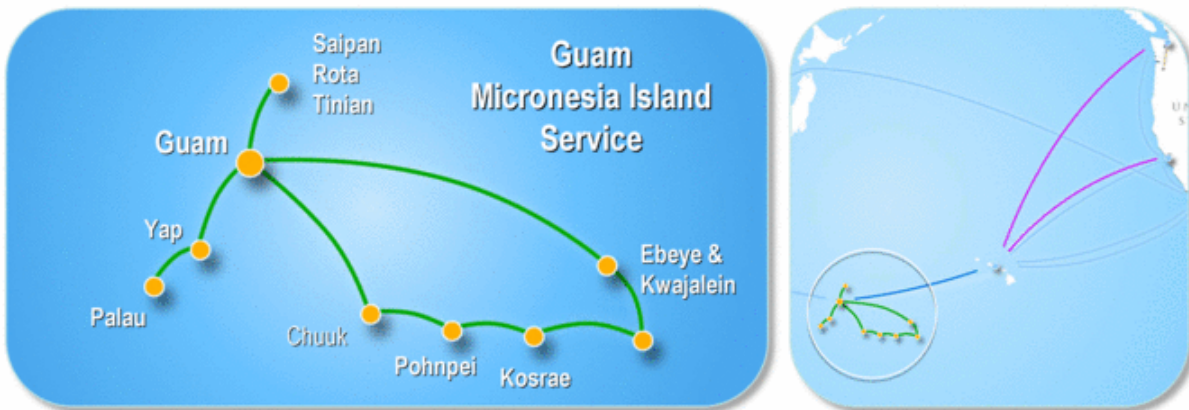 Saipan
Rota
Tinian
Guam
Micronesia Island
Service
Guam
Yap
Palau
Ebeye &
Kwajalein
Chuuk
Pohnpei
Kosrae